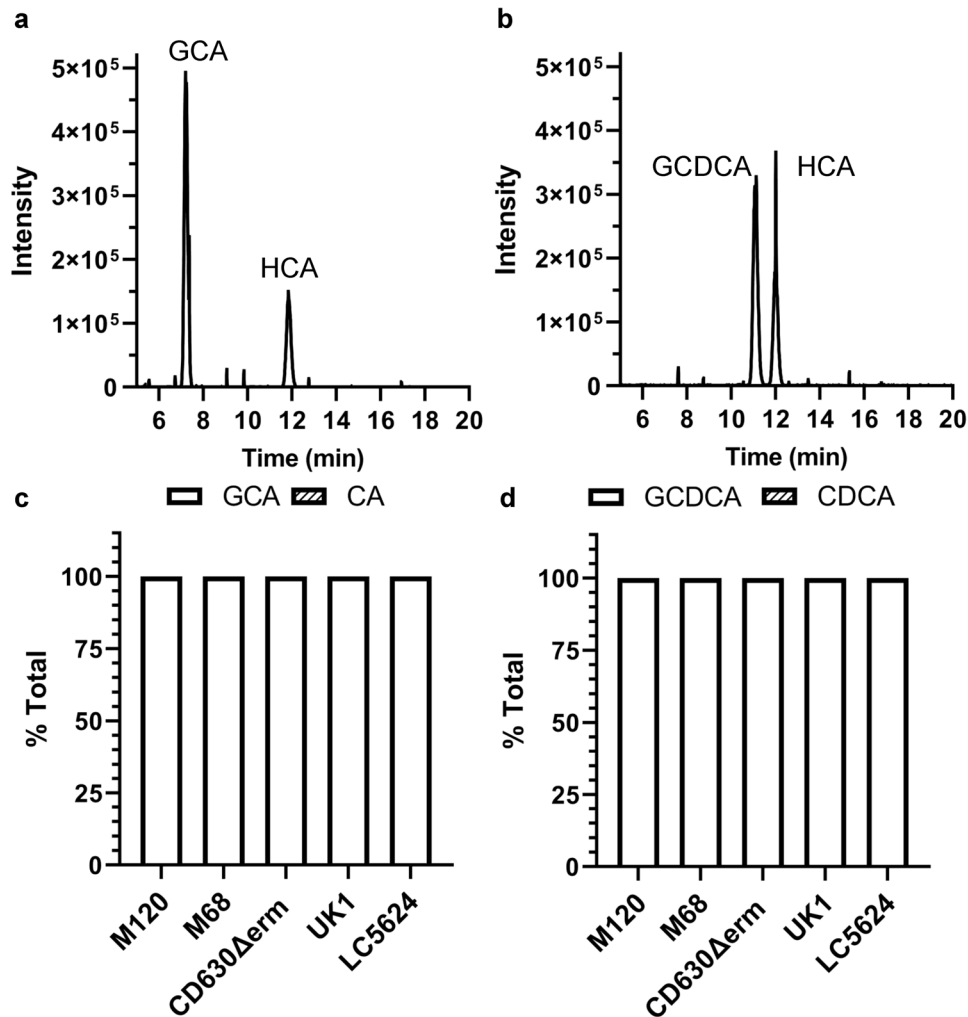 a
GCA
5×10⁵
4×10⁵
3×10⁵
2×10⁵
1×10⁵
0
Intensity
HCA
6 8 10 12 14 16 18 20
Time (min)
b
5×10⁵
4×10⁵
3×10⁵
2×10⁵
1×10⁵
0
Intensity
GCDCA HCA
6 8 10 12 14 16 18 20
Time (min)
c
GCA CA
100
75
50
25
0
% Total
M120 M68 CD630Δerm UK1 LC5624
d
GCDCA CDCA
100
75
50
25
0
% Total
M120 M68 CD630Δerm UK1 LC5624